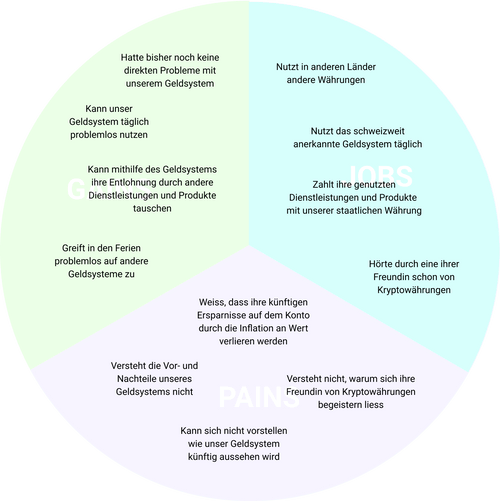 Hatte bisher noch keine
direkten Probleme mit
unserem Geldsystem
Kann unser
Geldsystem täglich
problemlos nutzen
Kann mithilfe des Geldsystems
ihre Entlohnung durch andere
Dienstleistungen und Produkte
tauschen
Greift in den Ferien
problemlos auf andere
Geldsysteme zu
Nutzt in anderen Länder
andere Währungen
Nutzt das schweizweit
anerkannte Geldsystem täglich
JOBS
Zahlt ihre genutzten
Dienstleistungen und Produkte
mit unserer staatlichen Währung
Hörte durch eine ihrer
Freundin schon von
Kryptowährungen
Weiss, dass ihre künftigen
Ersparnisse auf dem Konto
durch die Inflation an Wert
verlieren werden
Versteht die Vor- und
Nachteile unseres
Geldsystems nicht
PAINS
Versteht nicht, warum sich ihre
Freundin von Kryptowährungen
begeistern liess
Kann sich nicht vorstellen
wie unser Geldsystem
künftig aussehen wird